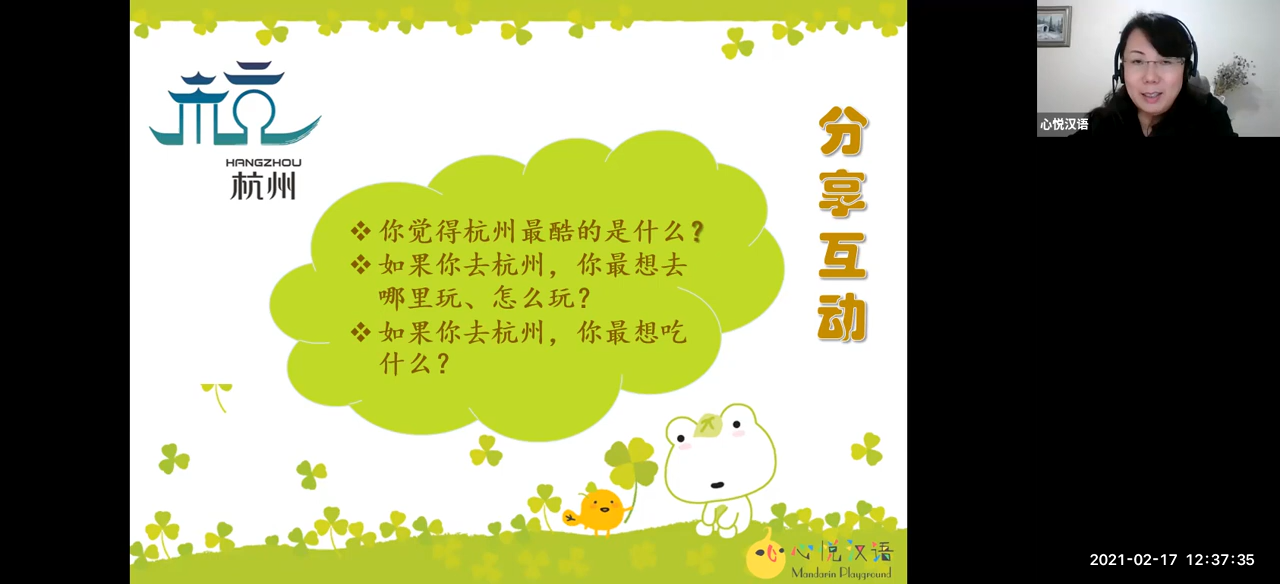 HANGZHOU
杭州
分享互动
❖ 你觉得杭州最酷的是什么？
❖ 如果你去杭州，你最想去
哪里玩、怎么玩？
❖ 如果你去杭州，你最想吃
什么？
心悦汉语
Mandarin Playground
心悦汉语
2021-02-17 12:37:35